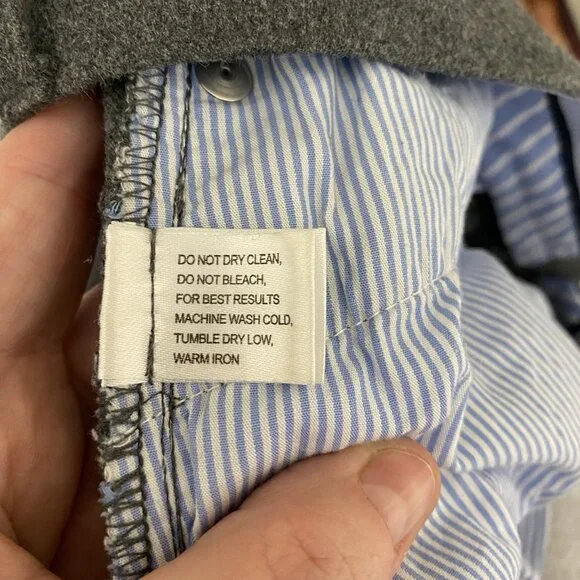 DO NOT DRY CLEAN,
DO NOT BLEACH,
FOR BEST RESULTS
MACHINE WASH COLD,
TUMBLE DRY LOW,
WARM IRON